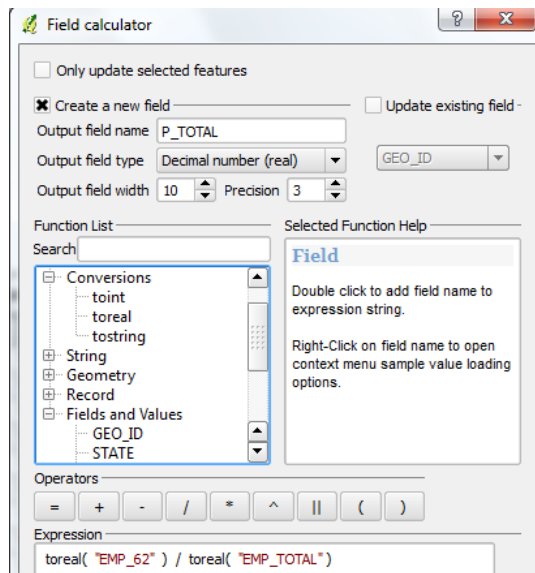 Field calculator
Only update selected features
Create a new field
Update existing field
Output field name P_TOTAL
Output field type Decimal number (real)
GEO_ID
Output field width 10 Precision 3
Function List
Selected Function Help
Search
Field
Conversions
toint
toreal
tostring
String
Geometry
Record
Fields and Values
GEO_ID
STATE
Double click to add field name to
expression string.
Right-Click on field name to open
context menu sample value loading
options.
Operators
= + - / * ^ || ( )
Expression
toreal( "EMP_62" ) / toreal( "EMP_TOTAL")